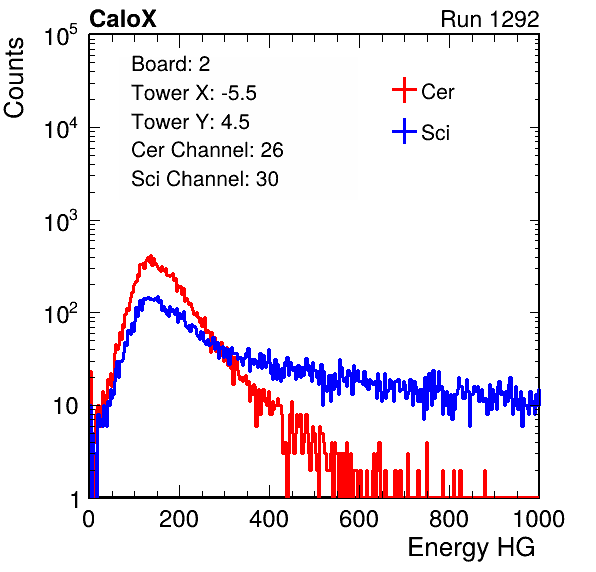 CaloX Run 1292
Counts
Board: 2
Tower X: -5.5
Tower Y: 4.5
Cer Channel: 26
Sci Channel: 30
Cer
Sci
10^5
10^4
10^3
10^2
10
1
0 200 400 600 800 1000
Energy HG